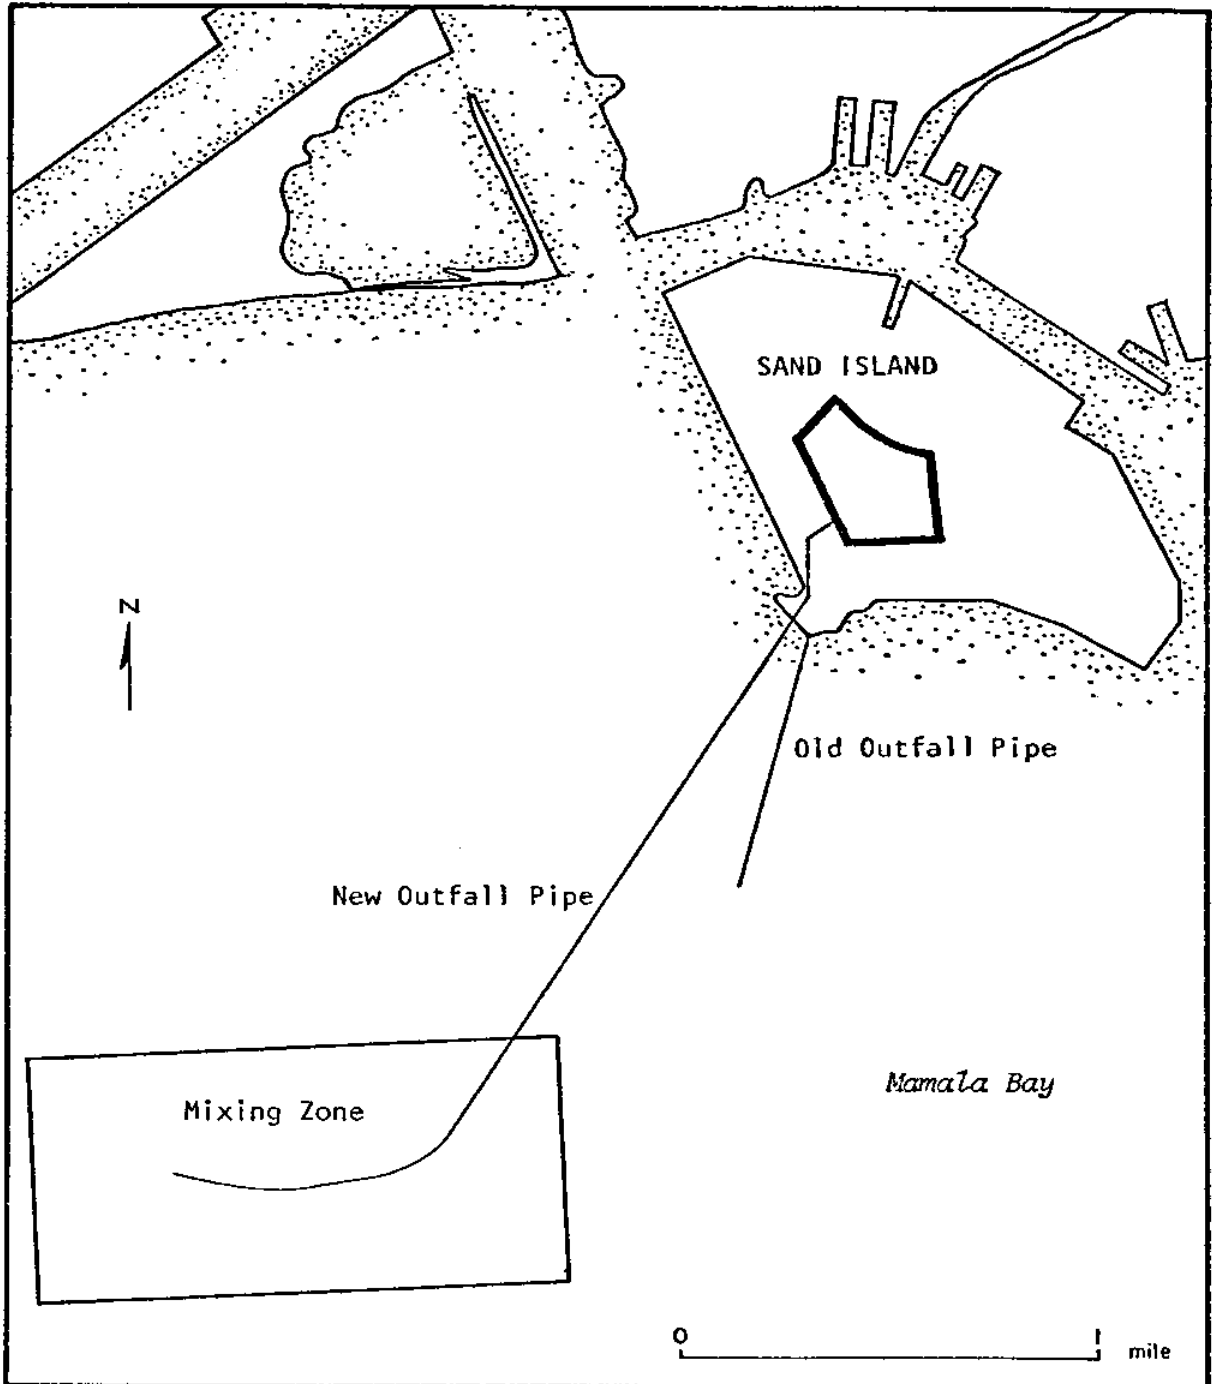 SAND ISLAND
N
Old Outfall Pipe
New Outfall Pipe
Mamala Bay
Mixing Zone
0 1
mile